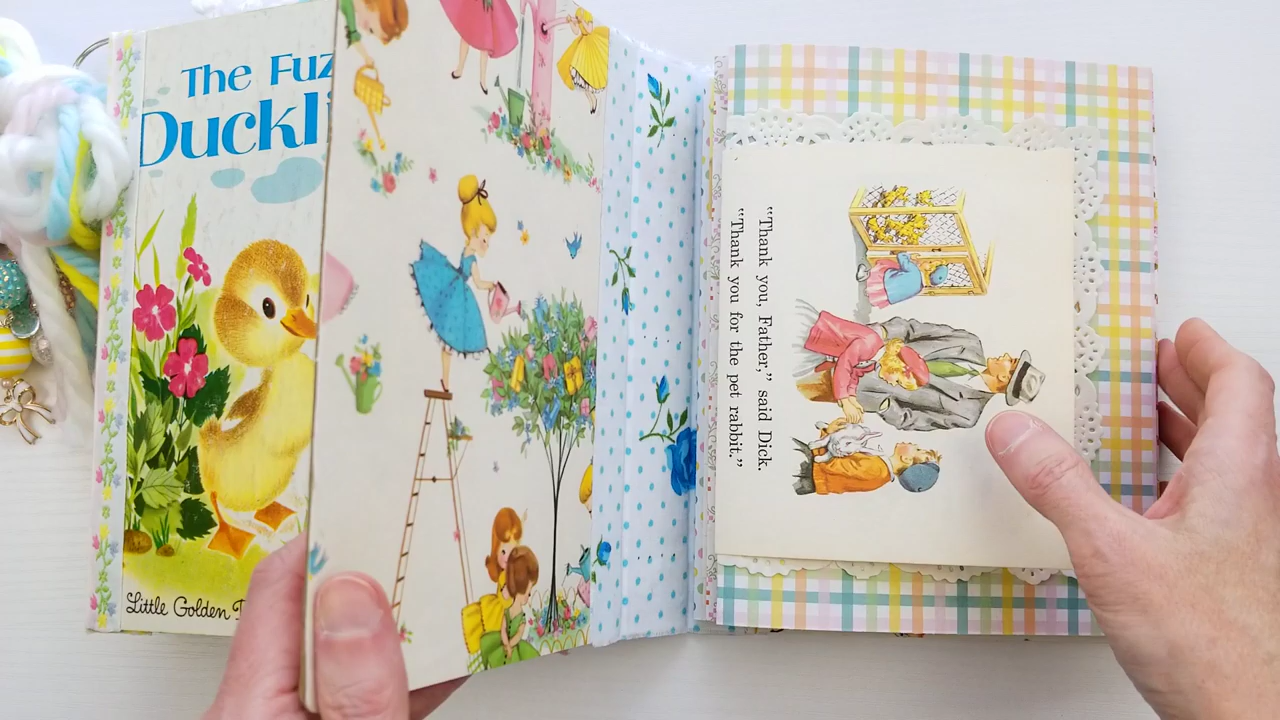 The Fuz
Duckli
Little Golden
"Thank you, Father," said Dick.
"Thank you for the pet rabbit."